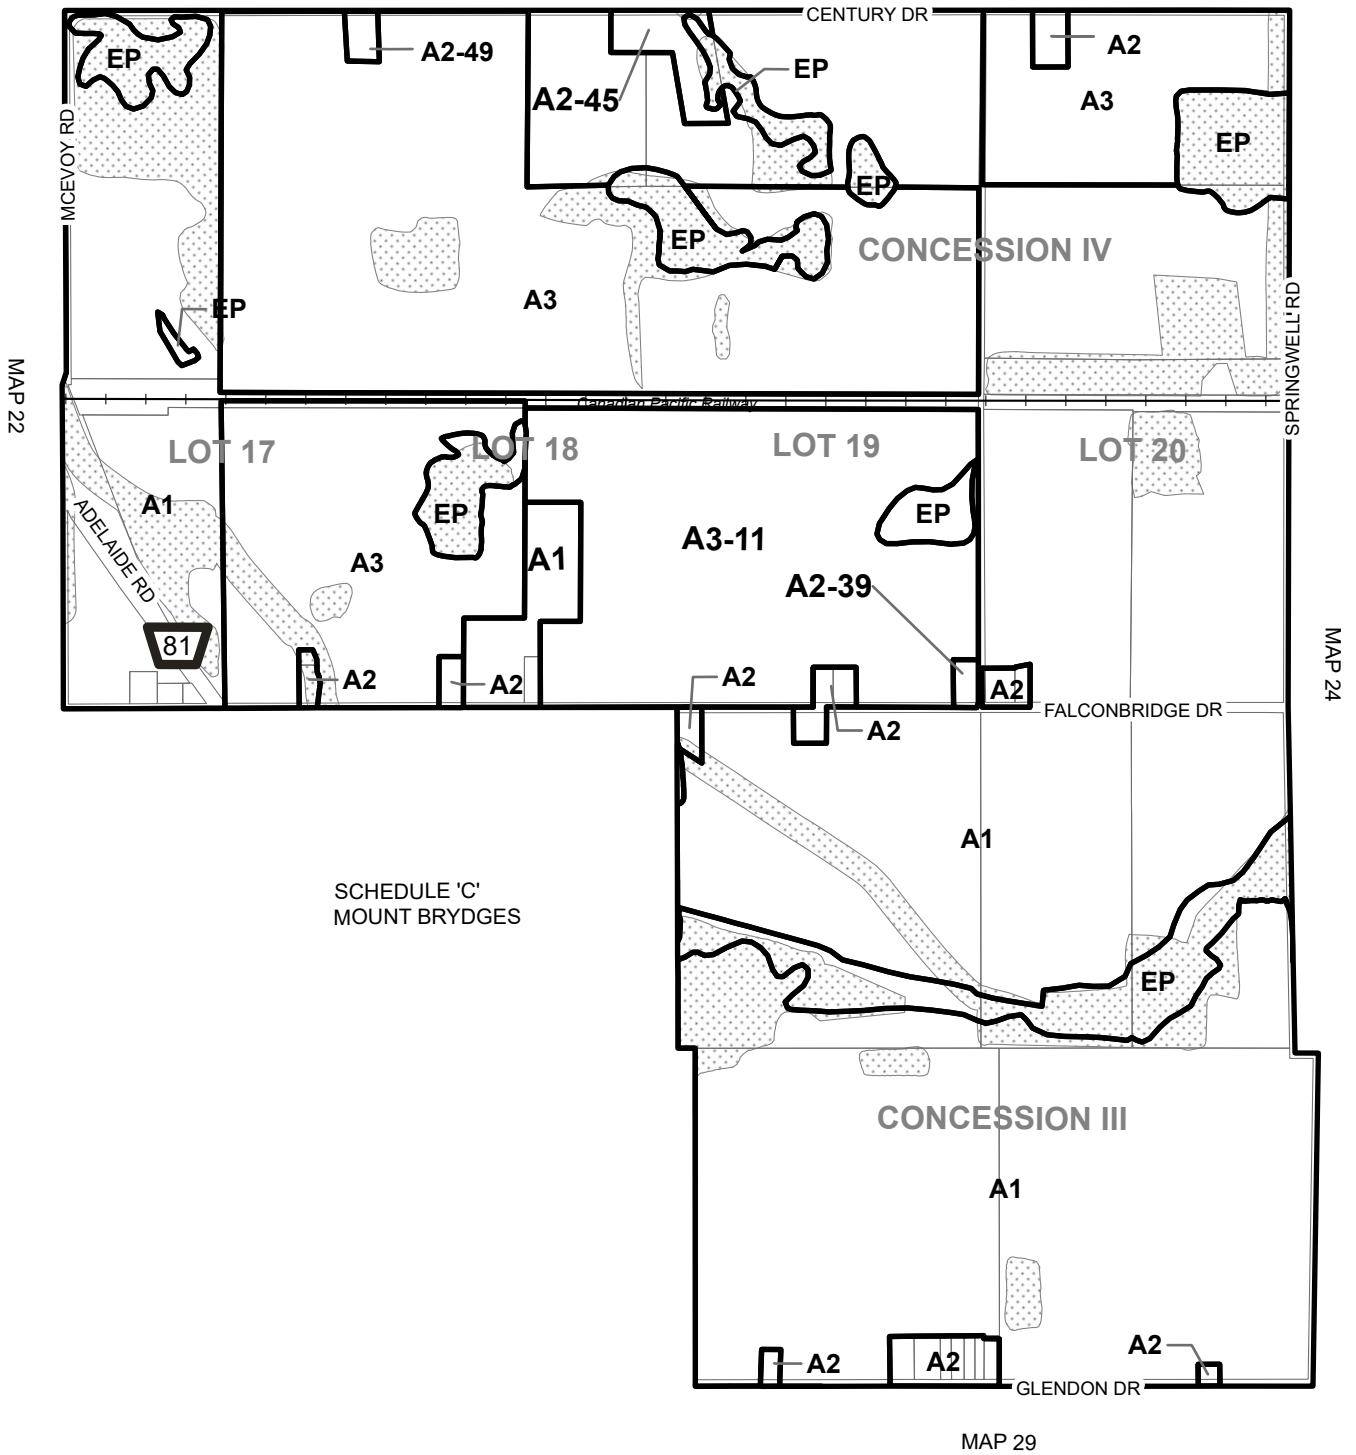 CENTURY DR
EP
A2-49
A2-45
EP
A2
A3
EP
EP
MCEVOY RD
EP
CONCESSION IV
EP
A3
SPRINGWELL RD
MAP 22
Canadian Pacific Railway
LOT 17
LOT 18
LOT 19
LOT 20
A1
ADELAIDE RD
EP
EP
A3
A1
A3-11
A2-39
81
A2
A2
A2
A2
MAP 24
FALCONBRIDGE DR
A2
A1
SCHEDULE 'C'
MOUNT BRYDGES
EP
CONCESSION III
A1
A2
A2
A2
GLENDON DR
MAP 29